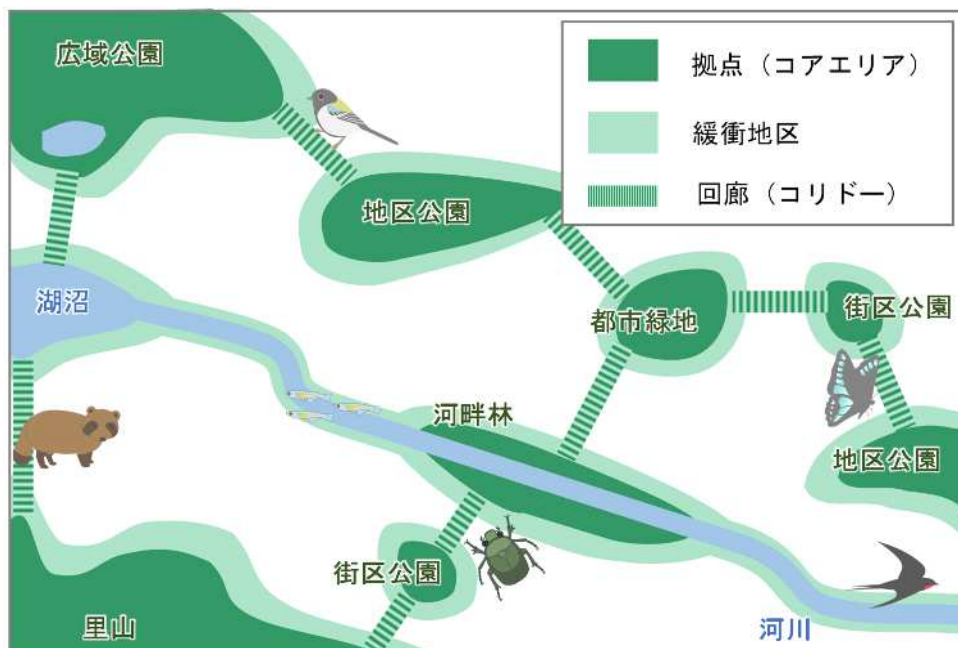 広域公園
拠点（コアエリア）
緩衝地区
回廊（コリドー）
地区公園
湖沼
都市緑地
街区公園
河畔林
地区公園
街区公園
里山
河川